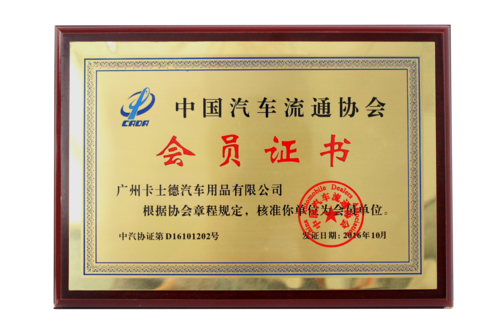 CADA
中国汽车流通协会
会员证书
广州卡士德汽车用品有限公司
根据协会章程规定，核准你单位为会员单位。
中汽协证第D16101202号
发证日期：2016年10月